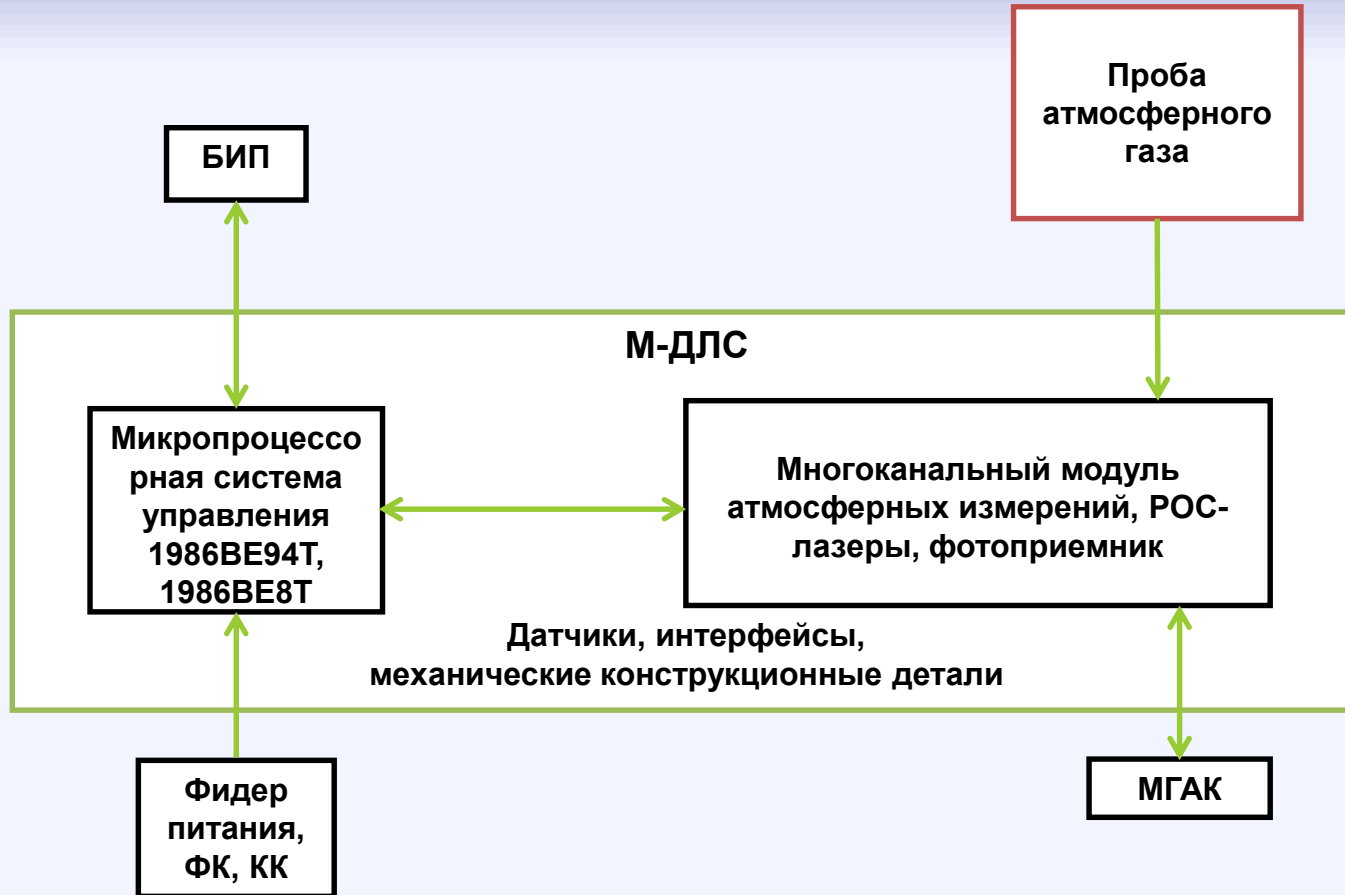 Проба
атмосферного
газа
БИП
М-ДЛС
Микропроцессо
рная система
управления
1986ВЕ94Т,
1986ВЕ8Т
Многоканальный модуль
атмосферных измерений, РОС-
лазеры, фотоприемник
Датчики, интерфейсы,
механические конструкционные детали
Фидер
питания,
ФК, КК
МГАК